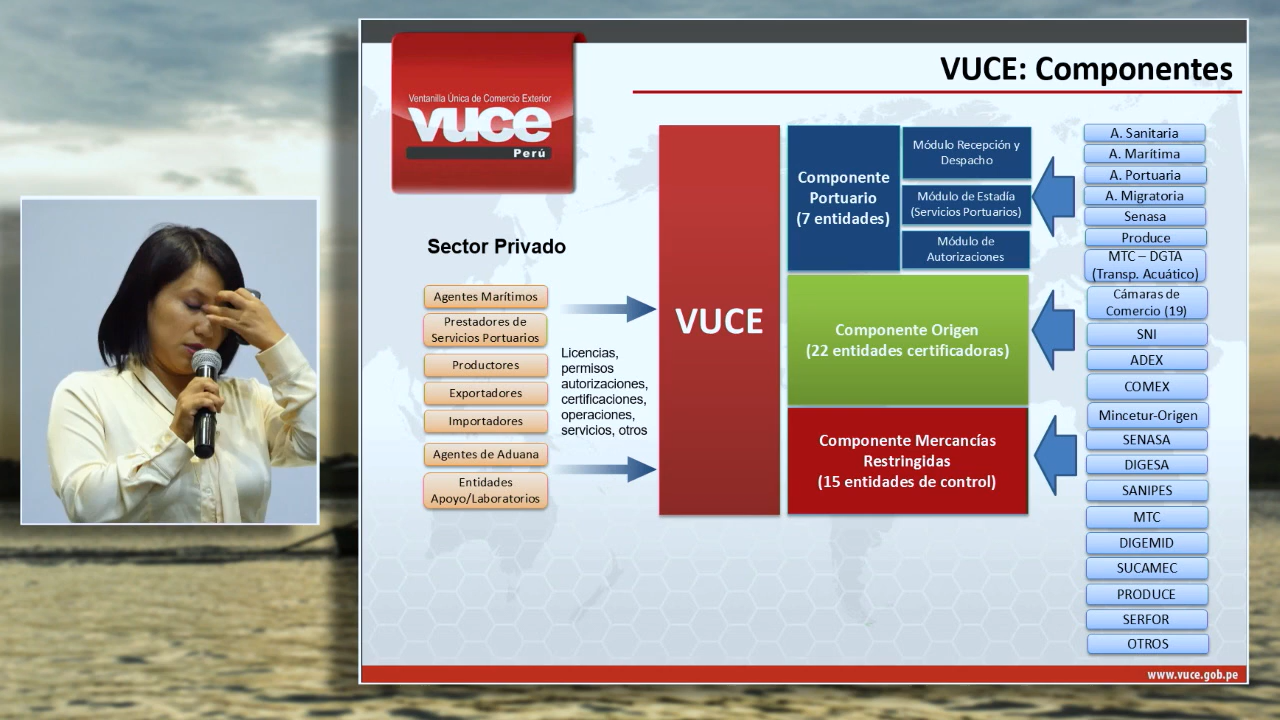 VUCE: Componentes
Ventanilla Única de Comercio Exterior
vuce
Perú
Sector Privado
Agentes Marítimos
Prestadores de
Servicios Portuarios
Productores
Exportadores
Importadores
Agentes de Aduana
Entidades
Apoyo/Laboratorios
Licencias,
permisos
autorizaciones,
certificaciones,
operaciones,
servicios, otros
VUCE
Componente
Portuario
(7 entidades)
Módulo Recepción y
Despacho
Módulo de Estadía
(Servicios Portuarios)
Módulo de
Autorizaciones
Componente Origen
(22 entidades certificadoras)
Componente Mercancías
Restringidas
(15 entidades de control)
A. Sanitaria
A. Marítima
A. Portuaria
A. Migratoria
Senasa
Produce
MTC – DGTA
(Transp. Acuático)
Cámaras de
Comercio (19)
SNI
ADEX
COMEX
Mincetur-Origen
SENASA
DIGESA
SANIPES
MTC
DIGEMID
SUCAMEC
PRODUCE
SERFOR
OTROS
www.vuce.gob.pe